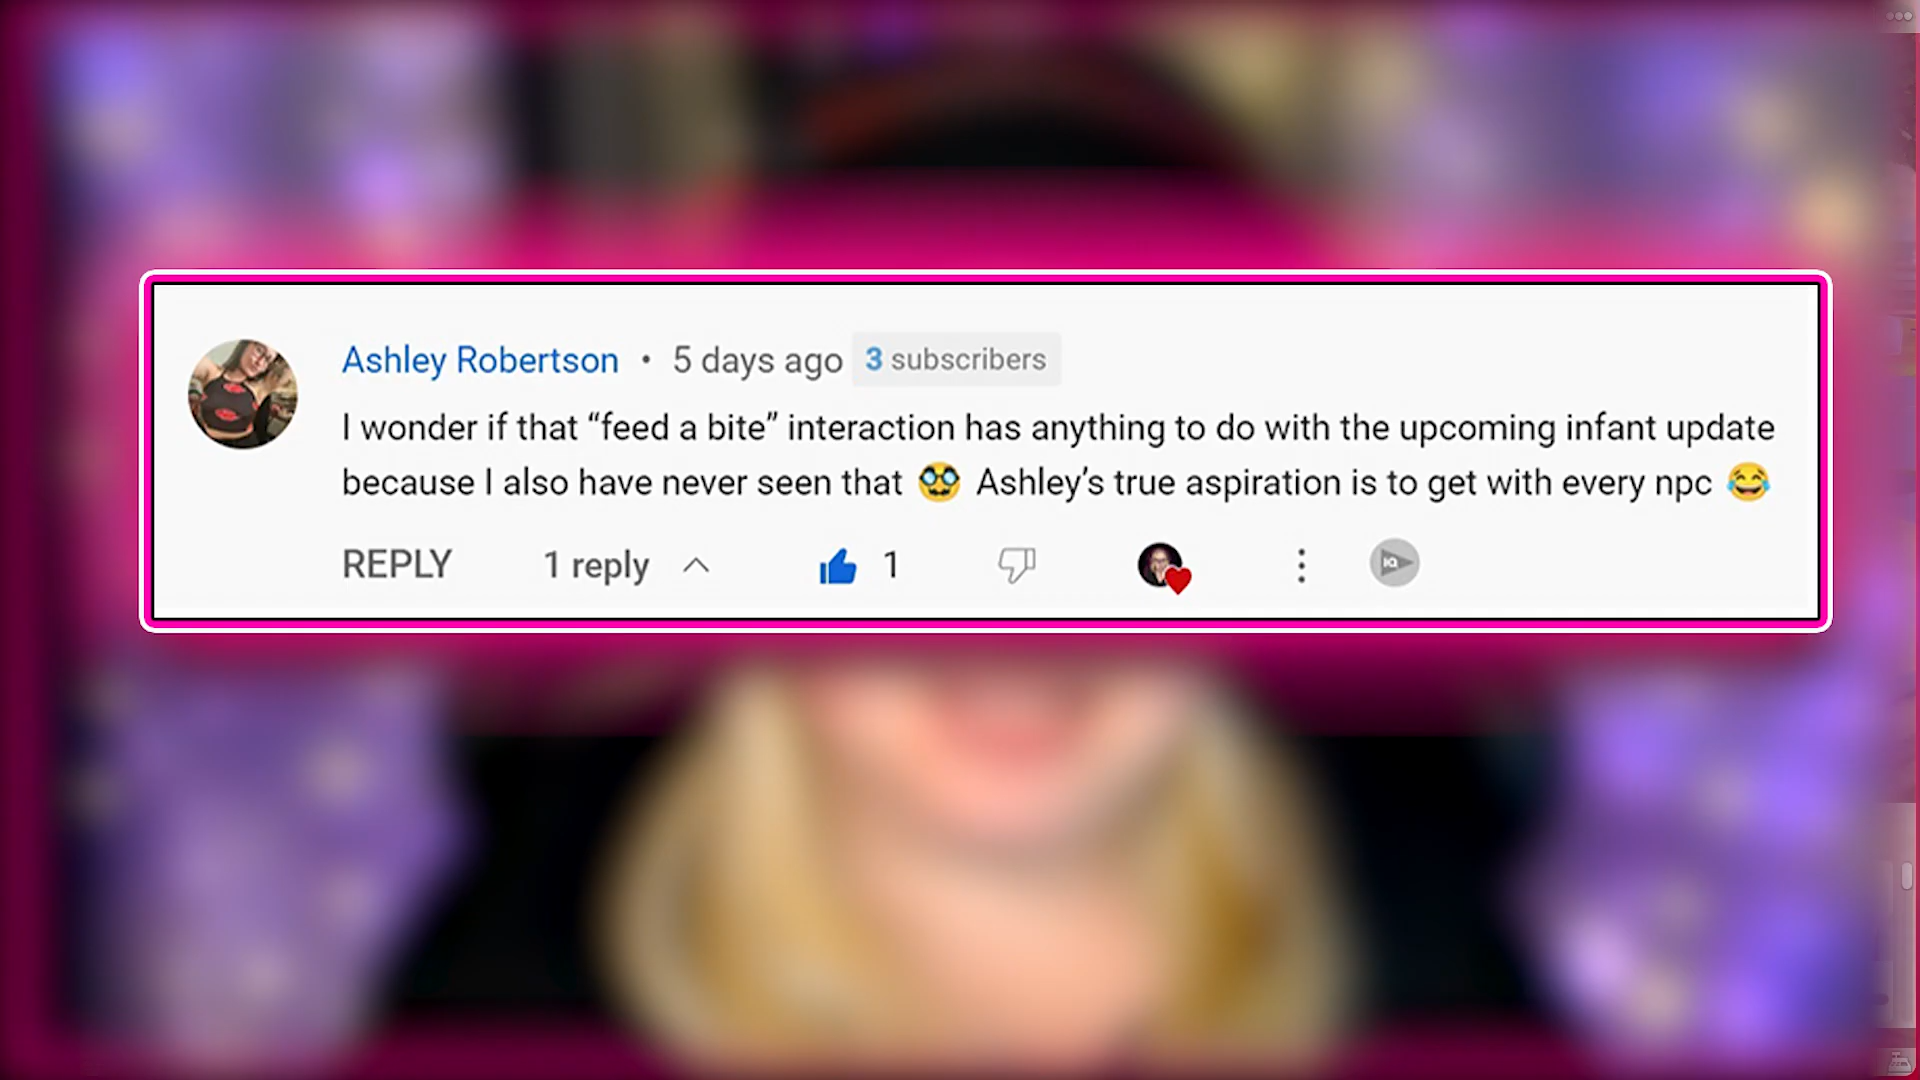 Ashley Robertson • 5 days ago 3 subscribers
I wonder if that “feed a bite” interaction has anything to do with the upcoming infant update
because I also have never seen that 🥸 Ashley’s true aspiration is to get with every npc 😂
REPLY 1 reply 1
IQ